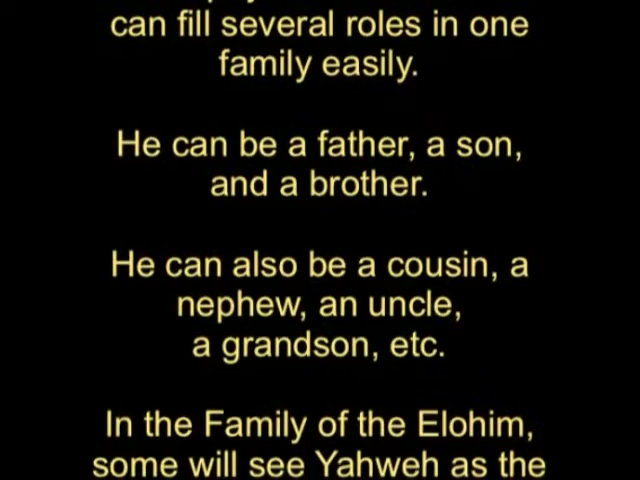 can fill several roles in one
family easily.
He can be a father, a son,
and a brother.
He can also be a cousin, a
nephew, an uncle,
a grandson, etc.
In the Family of the Elohim,
some will see Yahweh as the